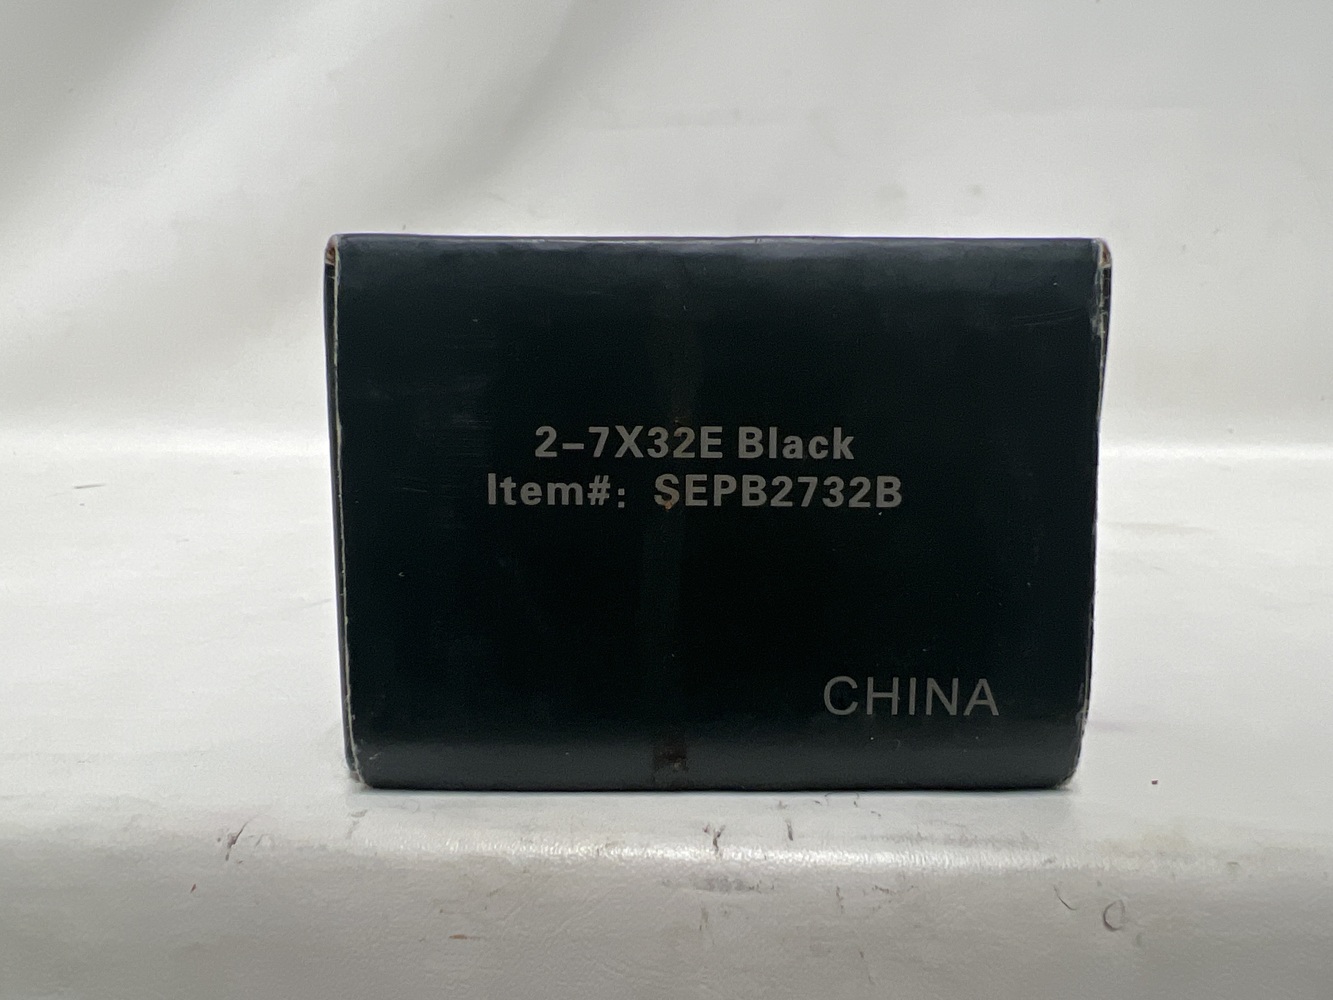 2-7X32E Black
Item#: SEPB2732B
CHINA